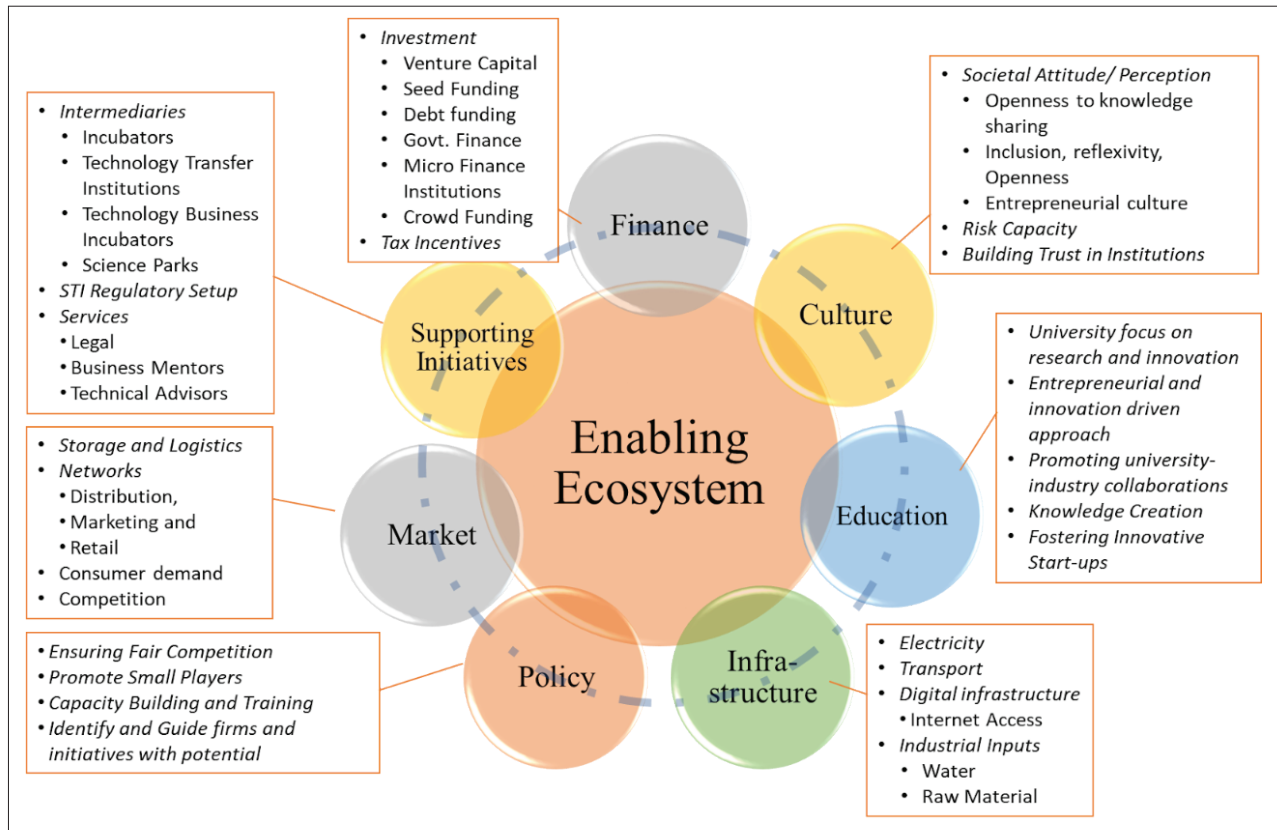 • Investment
• Venture Capital
• Seed Funding
• Debt funding
• Govt. Finance
• Micro Finance
Institutions
• Crowd Funding
• Tax Incentives
• Societal Attitude/ Perception
• Openness to knowledge
sharing
• Inclusion, reflexivity,
Openness
• Entrepreneurial culture
• Risk Capacity
• Building Trust in Institutions
• Intermediaries
• Incubators
• Technology Transfer
Institutions
• Technology Business
Incubators
• Science Parks
• STI Regulatory Setup
• Services
• Legal
• Business Mentors
• Technical Advisors
Finance
Culture
Supporting
Initiatives
Enabling
Ecosystem
• University focus on
research and innovation
• Entrepreneurial and
innovation driven
approach
• Promoting university-
industry collaborations
• Knowledge Creation
• Fostering Innovative
Start-ups
• Storage and Logistics
• Networks
• Distribution,
• Marketing and
• Retail
• Consumer demand
• Competition
Market
Education
Policy
Infra-
structure
• Ensuring Fair Competition
• Promote Small Players
• Capacity Building and Training
• Identify and Guide firms and
initiatives with potential
• Electricity
• Transport
• Digital infrastructure
• Internet Access
• Industrial Inputs
• Water
• Raw Material